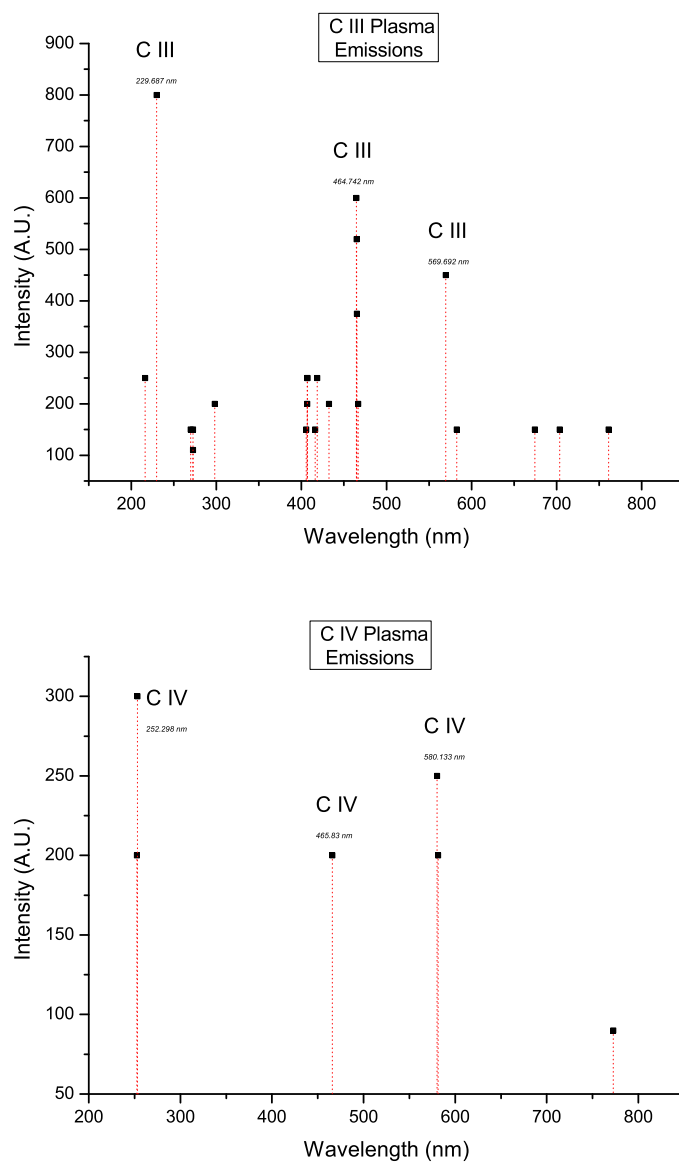 C III Plasma
Emissions
900
800
700
600
500
400
300
200
100
C III
229.687 nm
C III
464.742 nm
C III
569.692 nm
Intensity (A.U.)
200 300 400 500 600 700 800
Wavelength (nm)
C IV Plasma
Emissions
300
250
200
150
100
50
C IV
252.298 nm
C IV
580.133 nm
C IV
465.83 nm
Intensity (A.U.)
200 300 400 500 600 700 800
Wavelength (nm)